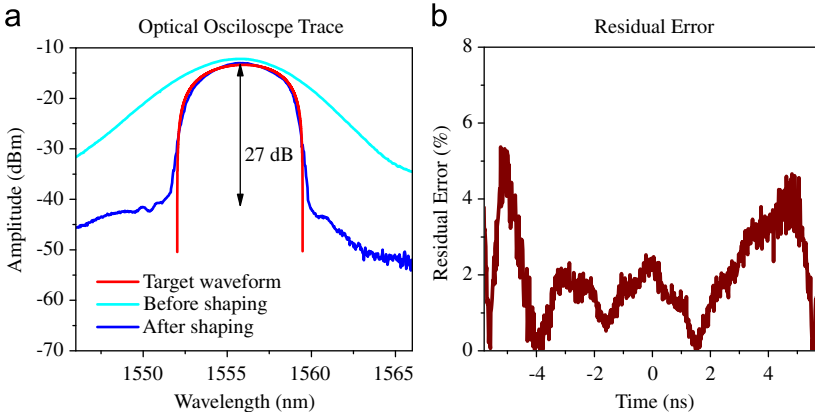 a
Optical Osciloscpe Trace
-10
-20
-30
-40
-50
-60
-70
Amplitude (dBm)
27 dB
Target waveform
Before shaping
After shaping
1550
1555
1560
1565
Wavelength (nm)
b
Residual Error
8
6
4
2
0
Residual Error (%)
-4
-2
0
2
4
Time (ns)